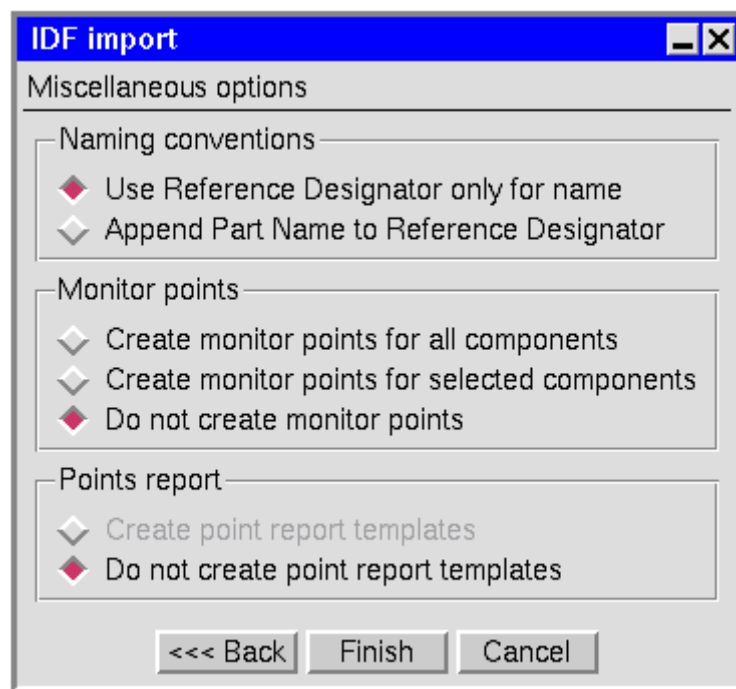 IDF import
Miscellaneous options
Naming conventions
Use Reference Designator only for name
Append Part Name to Reference Designator
Monitor points
Create monitor points for all components
Create monitor points for selected components
Do not create monitor points
Points report
Create point report templates
Do not create point report templates
<<< Back Finish Cancel